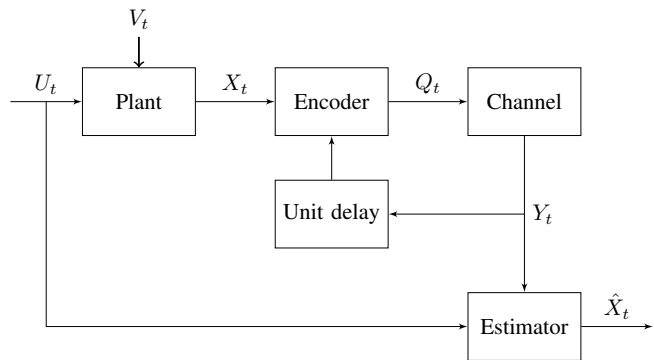 V_t
U_t
Plant
X_t
Encoder
Q_t
Channel
Unit delay
Y_t
Estimator
X̂_t